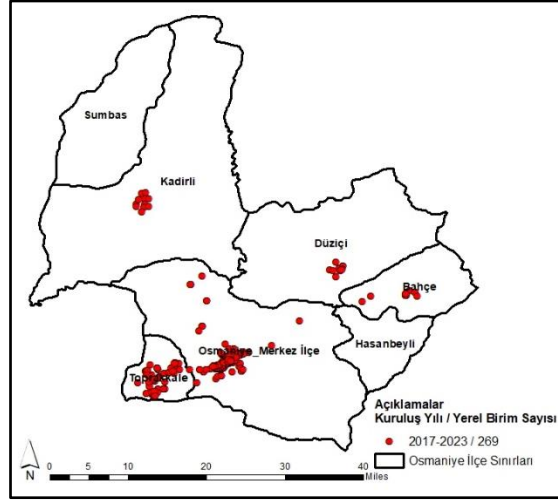 Sumbas
Kadirli
Düziçi
Bahçe
Hasanbeyli
Osmaniye_Merkez İlçe
Toprakkale
Açıklamalar
Kuruluş Yılı / Yerel Birim Sayısı
2017-2023 / 269
Osmaniye İlçe Sınırları
N
0 5 10 20 30 40
Miles